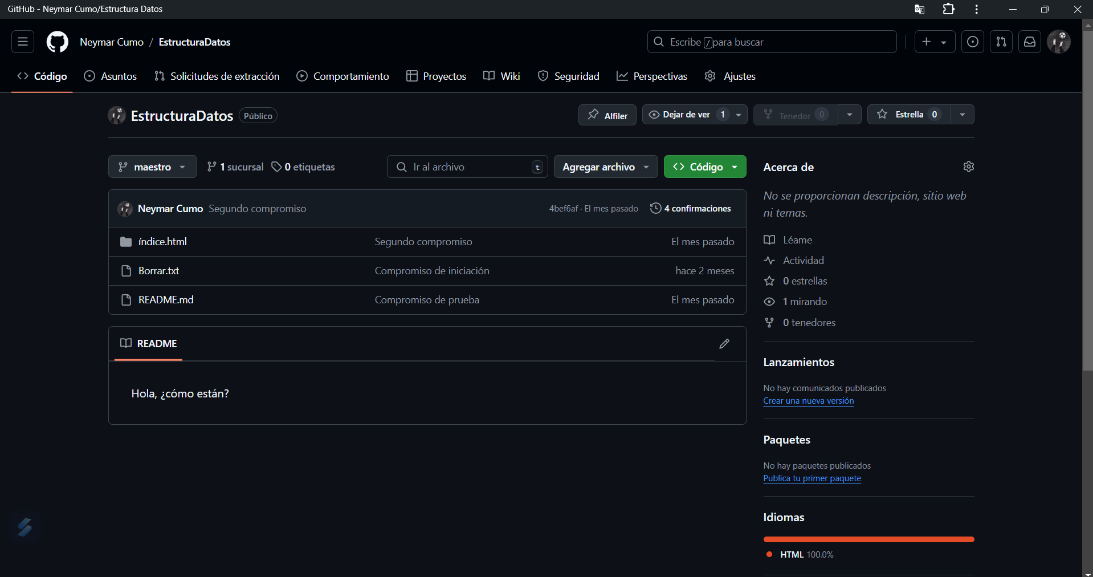 GitHub - Neymar Cumo/Estructura Datos
Neymar Cumo / EstructuraDatos
Escribe / para buscar
Código Asuntos Solicitudes de extracción Comportamiento Proyectos Wiki Seguridad Perspectivas Ajustes
EstructuraDatos Público
Alfiler Dejar de ver 1 Tenedor 0 Estrella 0
maestro 1 sucursal 0 etiquetas Ir al archivo t Agregar archivo Código
Neymar Cumo Segundo compromiso 4bef6af · El mes pasado 4 confirmaciones
índice.html Segundo compromiso El mes pasado
Borrar.txt Compromiso de iniciación hace 2 meses
README.md Compromiso de prueba El mes pasado
README
Hola, ¿cómo están?
Acerca de
No se proporcionan descripción, sitio web
ni temas.
Léame
Actividad
0 estrellas
1 mirando
0 tenedores
Lanzamientos
No hay comunicados publicados
Crear una nueva versión
Paquetes
No hay paquetes publicados
Publica tu primer paquete
Idiomas
HTML 100.0%